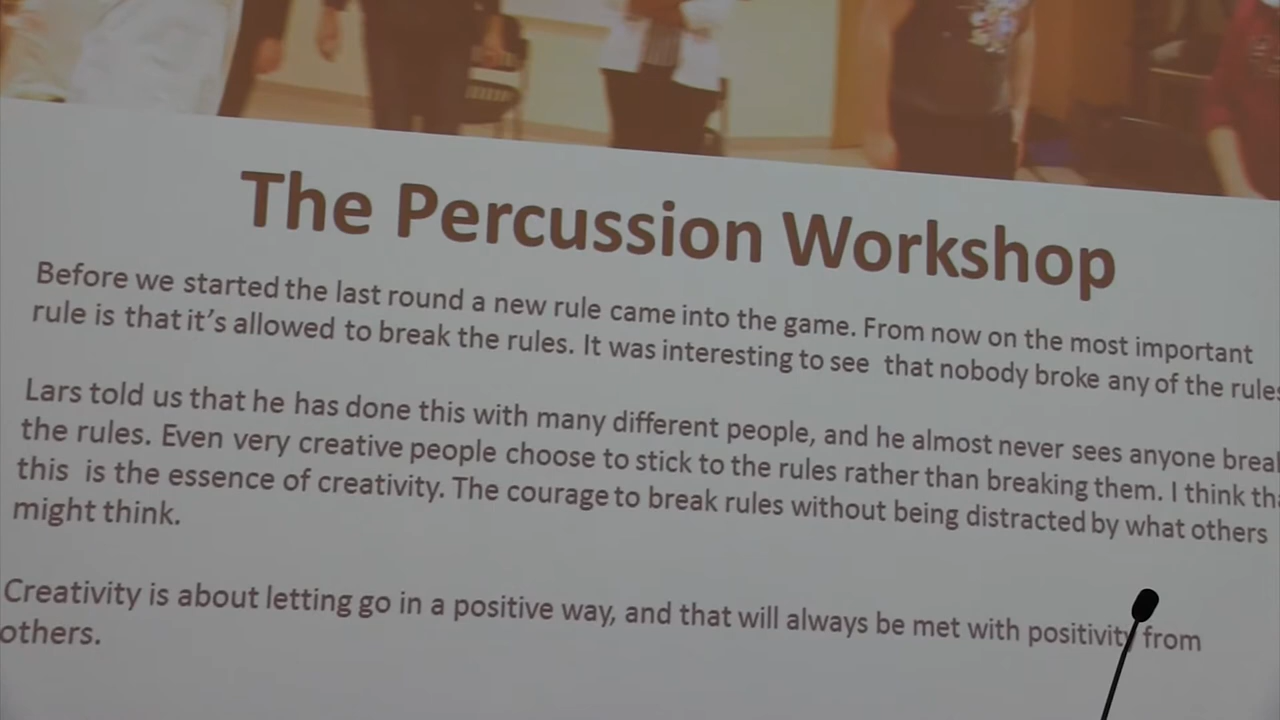 The Percussion Workshop
Before we started the last round a new rule came into the game. From now on the most important
rule is that it's allowed to break the rules. It was interesting to see that nobody broke any of the rules
Lars told us that he has done this with many different people, and he almost never sees anyone break
the rules. Even very creative people choose to stick to the rules rather than breaking them. I think
this is the essence of creativity. The courage to break rules without being distracted by what others
might think.
Creativity is about letting go in a positive way, and that will always be met with positivity from
others.